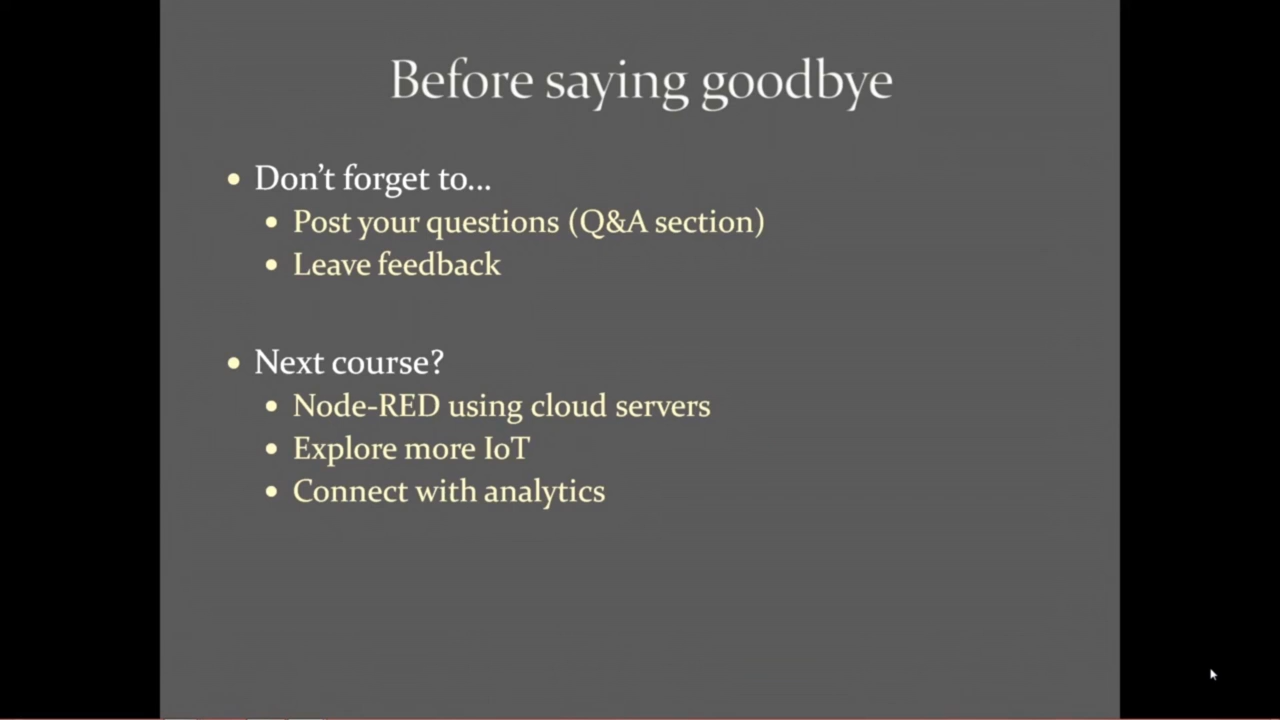 Before saying goodbye
• Don’t forget to…
• Post your questions (Q&A section)
• Leave feedback
• Next course?
• Node-RED using cloud servers
• Explore more IoT
• Connect with analytics